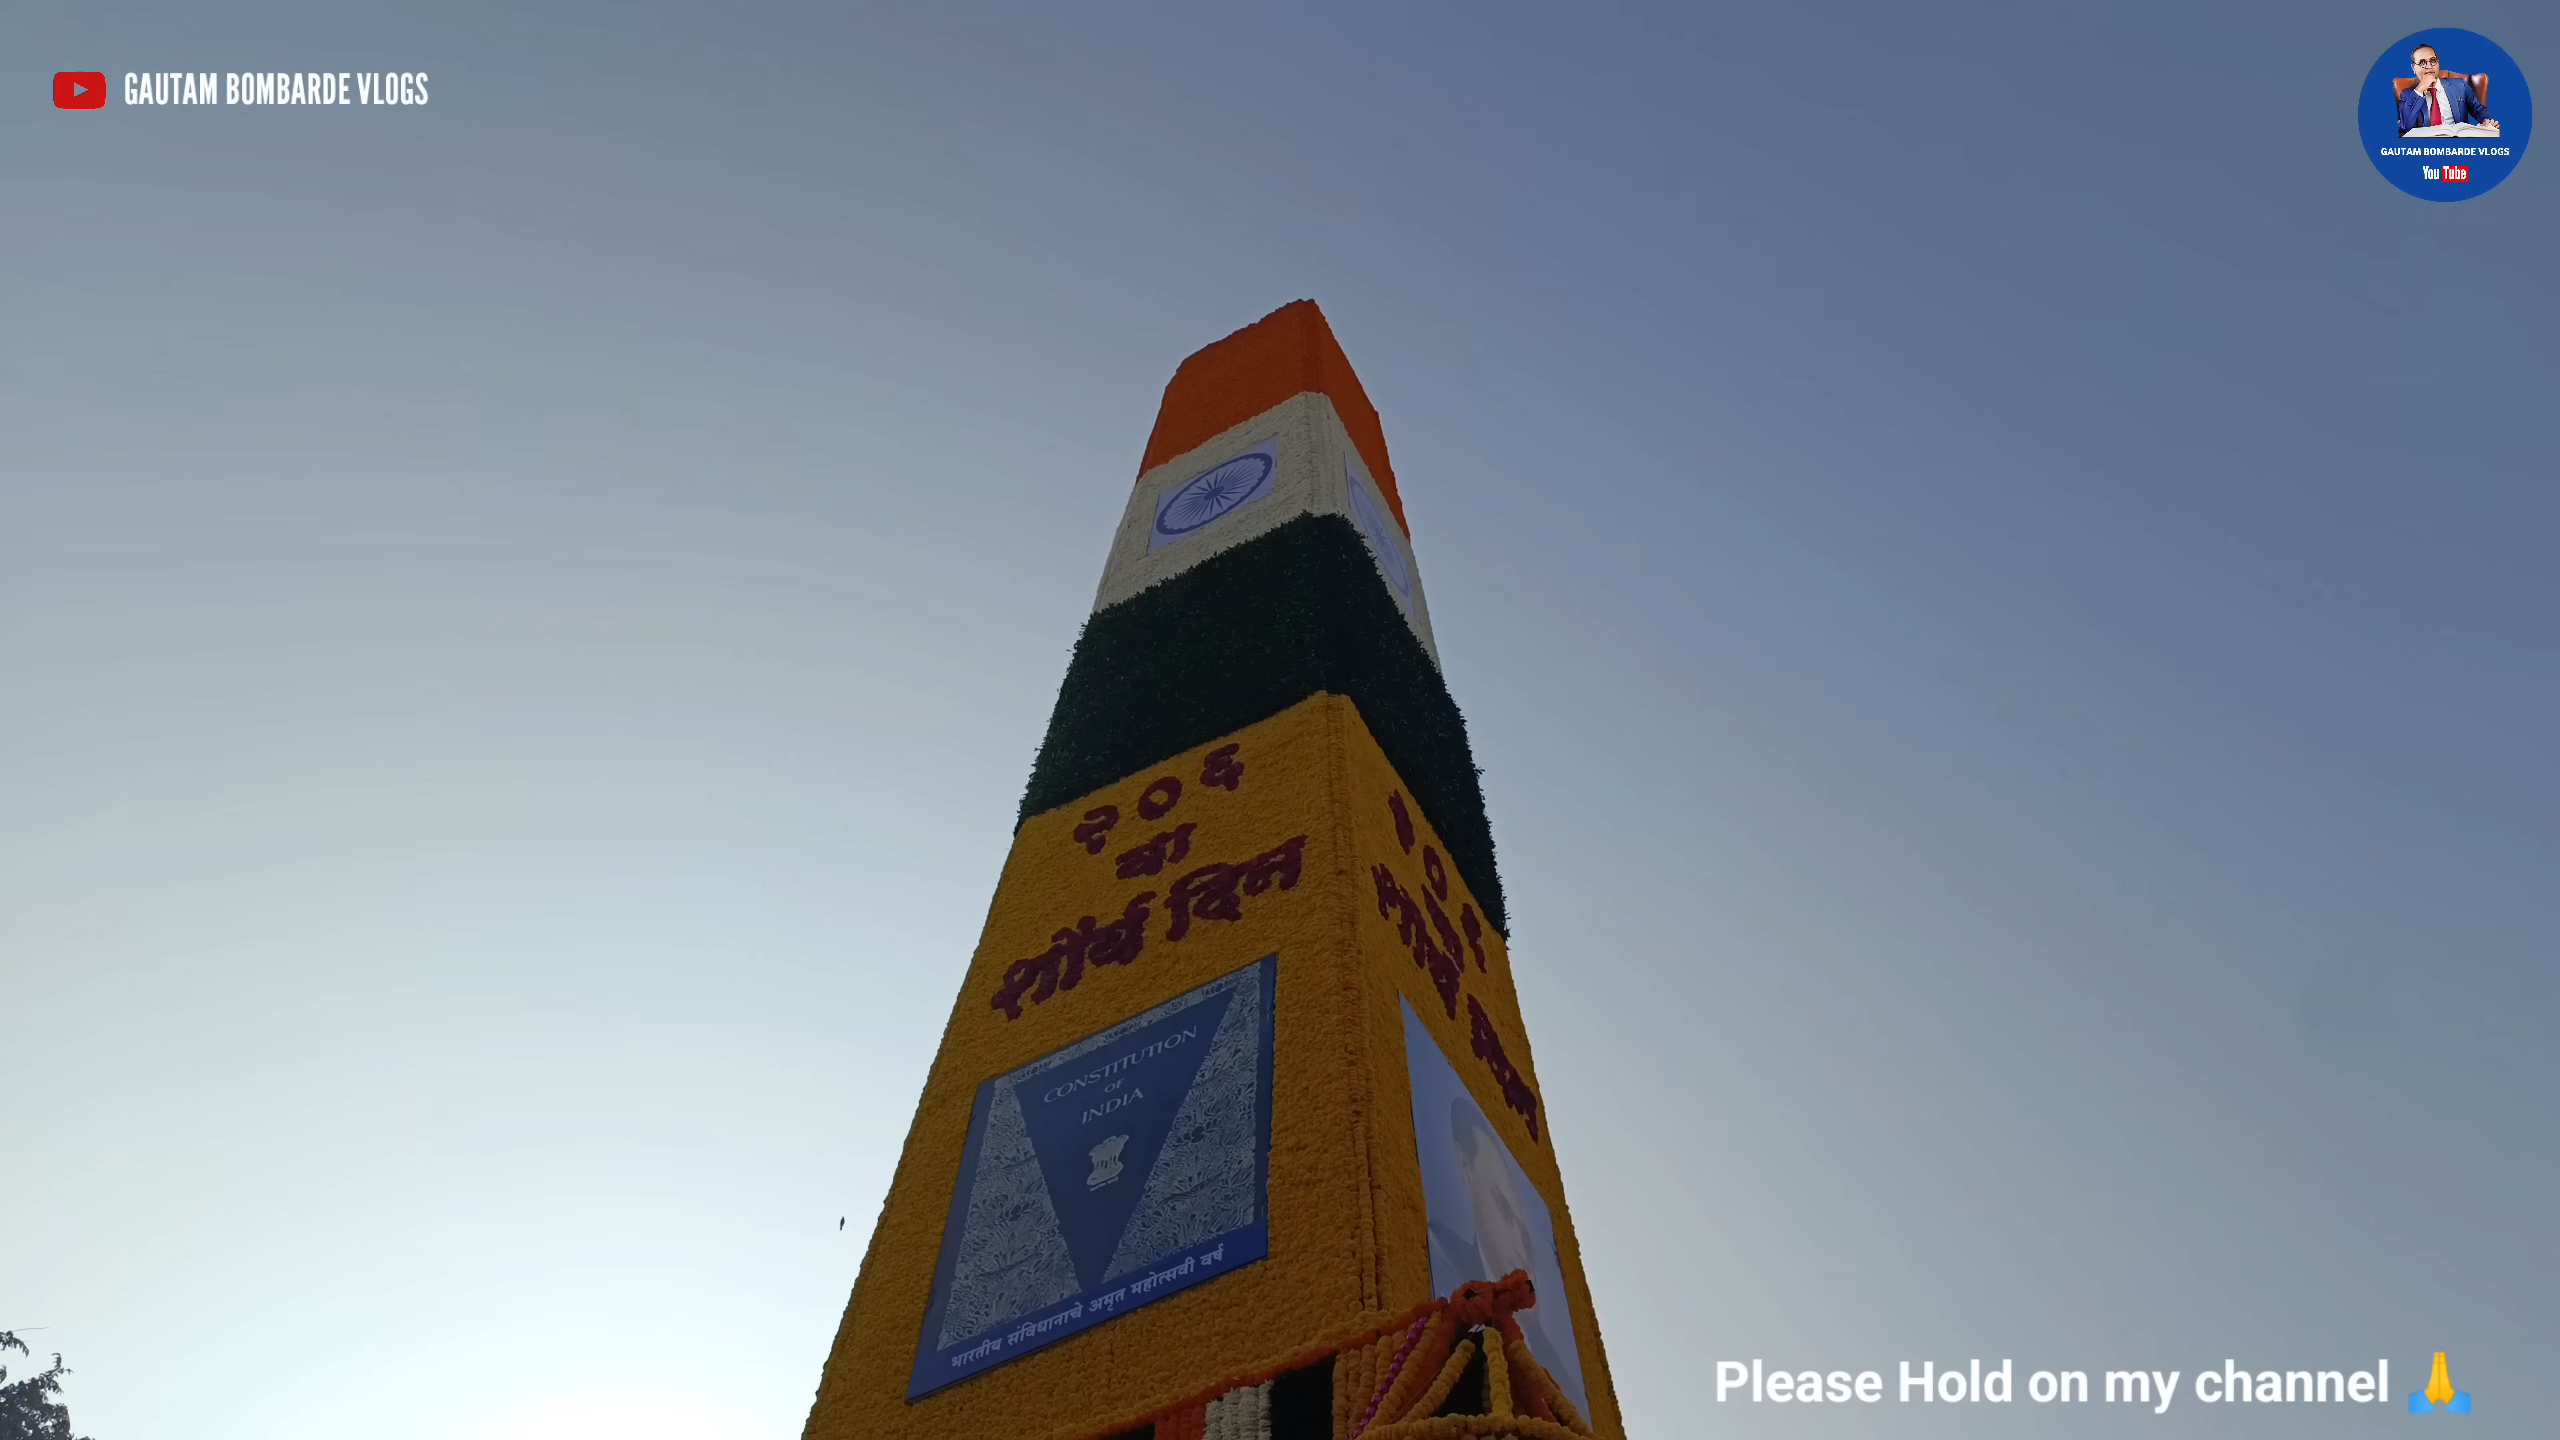 GAUTAM BOMBARDE VLOGS
GAUTAM BOMBARDE VLOGS
You Tube
२०६
वा
शौर्य दिन
CONSTITUTION
OF
INDIA
भारतीय संविधानाचे अमृत महोत्सवी वर्ष
Please Hold on my channel 🙏